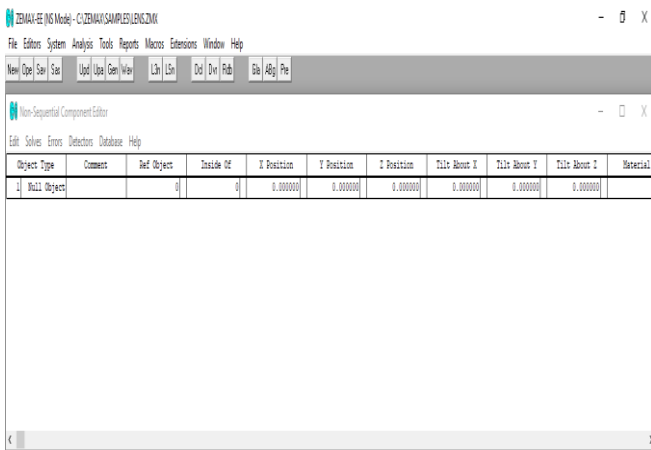 ZEMAX-EE (NS Mode) - C:\ZEMAX\SAMPLES\LENS.ZMX
File Editors System Analysis Tools Reports Macros Extensions Window Help
New Ope Sav Sas Upd Upa Gen Wav L3n LSn Dcl Dvr Rdb Gla ABg Pre
Non-Sequential Component Editor
Edit Solves Errors Detectors Database Help
Object Type Comment Ref Object Inside Of X Position Y Position Z Position Tilt About X Tilt About Y Tilt About Z Material
1 Null Object 0 0 0.000000 0.000000 0.000000 0.000000 0.000000 0.000000